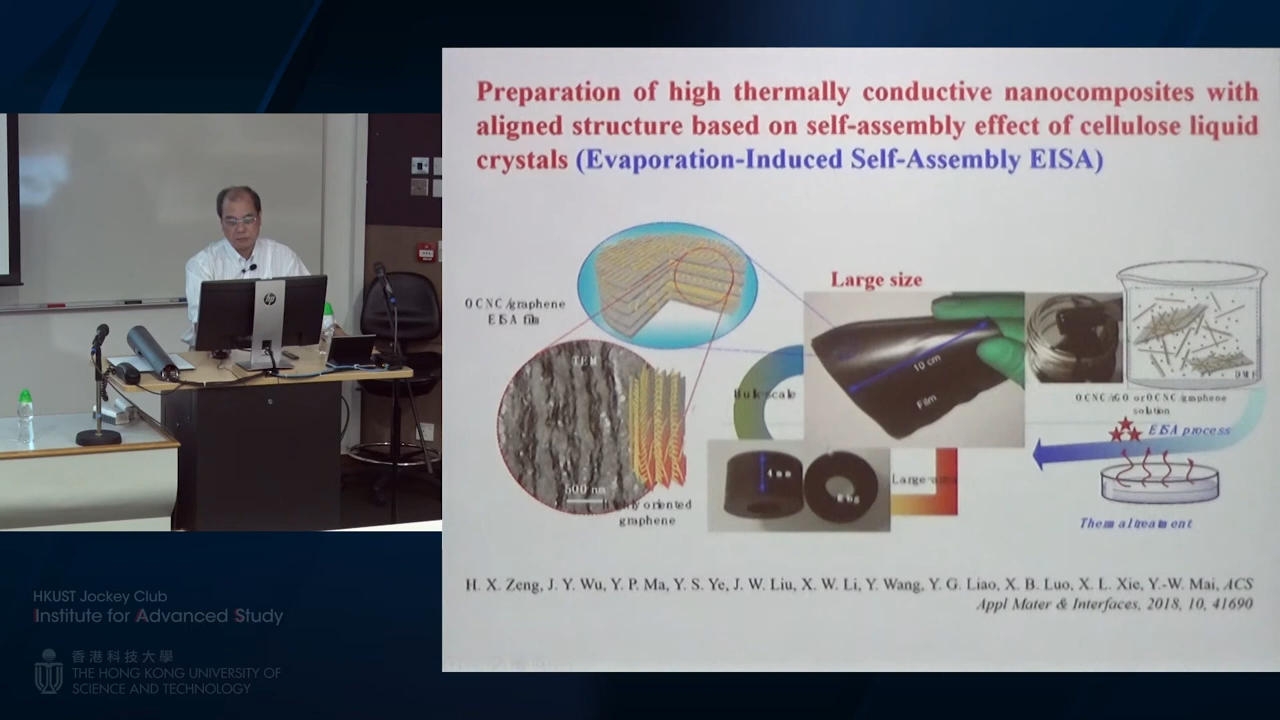 Preparation of high thermally conductive nanocomposites with
aligned structure based on self-assembly effect of cellulose liquid
crystals (Evaporation-Induced Self-Assembly EISA)
OCNC/graphene
EISA film
TEM
500 nm
oriented
graphene
Large size
10 cm
Film
scale
4 mm
Large
DMF
OCNC/GO or OCNC/graphene
solution
EISA process
Thermal treatment
H. X. Zeng, J. Y. Wu, Y. P. Ma, Y. S. Ye, J. W. Liu, X. W. Li, Y. Wang, Y. G. Liao, X. B. Luo, X. L. Xie, Y.-W. Mai, ACS
Appl Mater & Interfaces, 2018, 10, 41690
hp
HKUST Jockey Club
Institute for Advanced Study
香港科技大學
THE HONG KONG UNIVERSITY OF
SCIENCE AND TECHNOLOGY